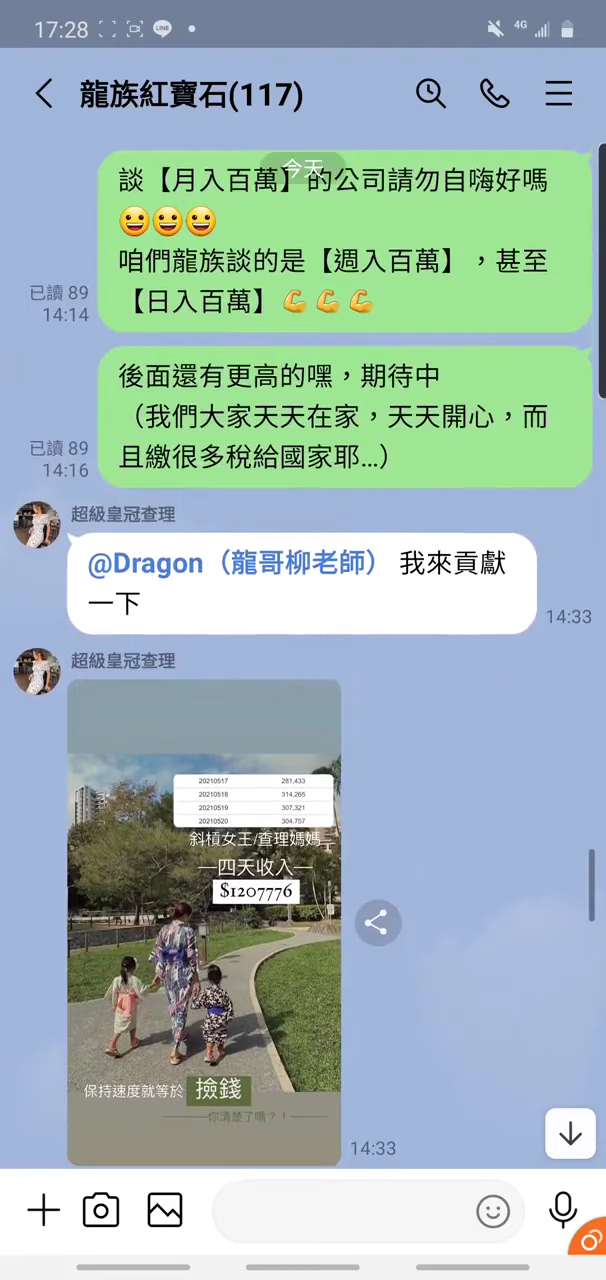 17:28
LINE
4G
龍族紅寶石(117)
今天
談【月入百萬】的公司請勿自嗨好嗎
😀😀😀
咱們龍族談的是【週入百萬】，甚至
【日入百萬】💪💪💪
已讀 89
14:14
後面還有更高的嘿，期待中
（我們大家天天在家，天天開心，而
且繳很多稅給國家耶...）
已讀 89
14:16
超級皇冠查理
@Dragon（龍哥柳老師） 我來貢獻
一下
14:33
超級皇冠查理
20210517 281,433
20210518 314,265
20210519 307,321
20210520 304,757
斜槓女王/查理媽媽
—四天收入—
$1207776
保持速度就等於 撿錢
你清楚了嗎？！
14:33